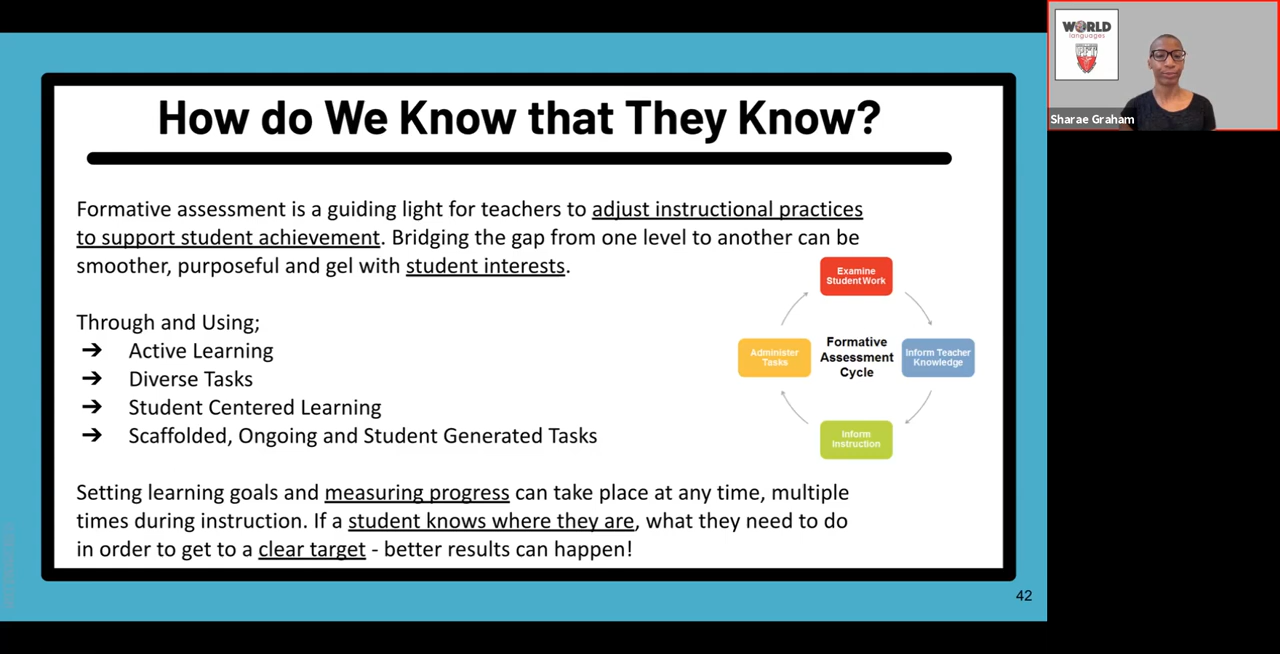 How do We Know that They Know?
Formative assessment is a guiding light for teachers to adjust instructional practices
to support student achievement. Bridging the gap from one level to another can be
smoother, purposeful and gel with student interests.
Through and Using;
➔ Active Learning
➔ Diverse Tasks
➔ Student Centered Learning
➔ Scaffolded, Ongoing and Student Generated Tasks
Examine
Student Work
Administer
Tasks
Formative
Assessment
Cycle
Inform Teacher
Knowledge
Inform
Instruction
Setting learning goals and measuring progress can take place at any time, multiple
times during instruction. If a student knows where they are, what they need to do
in order to get to a clear target - better results can happen!
42
WORLD
languages
Sharae Graham